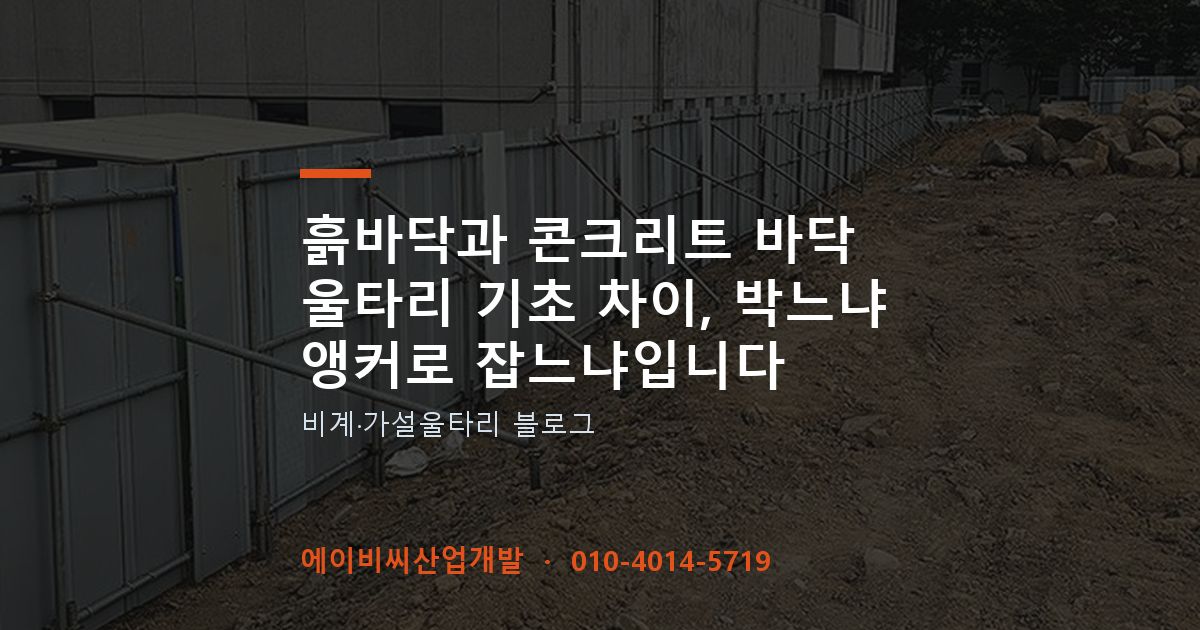 흙바닥과 콘크리트 바닥
울타리 기초 차이, 박느냐
앵커로 잡느냐입니다
비계·가설울타리 블로그
에이비씨산업개발 · 010-4014-5719